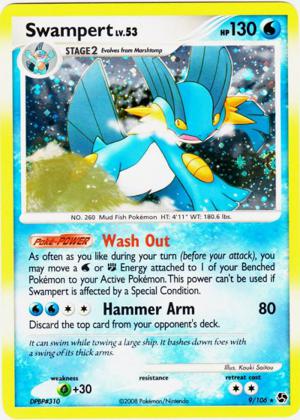 Swampert LV.53 HP 130
STAGE2 Evolves from Marshtomp
NO. 260 Mud Fish Pokémon HT: 4'11" WT: 180.6 lbs.
Poké-POWER Wash Out
As often as you like during your turn (before your attack), you
may move a or Energy attached to 1 of your Benched
Pokémon to your Active Pokémon. This power can't be used if
Swampert is affected by a Special Condition.
Hammer Arm 80
Discard the top card from your opponent's deck.
It can swim while towing a large ship. It bashes down
foes with a swing of its thick arms.
Illus. Kouki Saitou
weakness resistance retreat cost
+30
DPBP#310 ©2008 Pokémon/Nintendo 9/106 ★